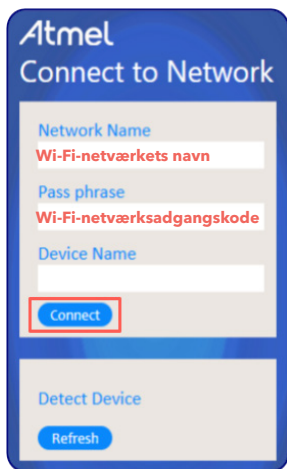 Atmel
Connect to Network
Network Name
Wi-Fi-netværkets navn
Pass phrase
Wi-Fi-netværksadgangskode
Device Name
Connect
Detect Device
Refresh